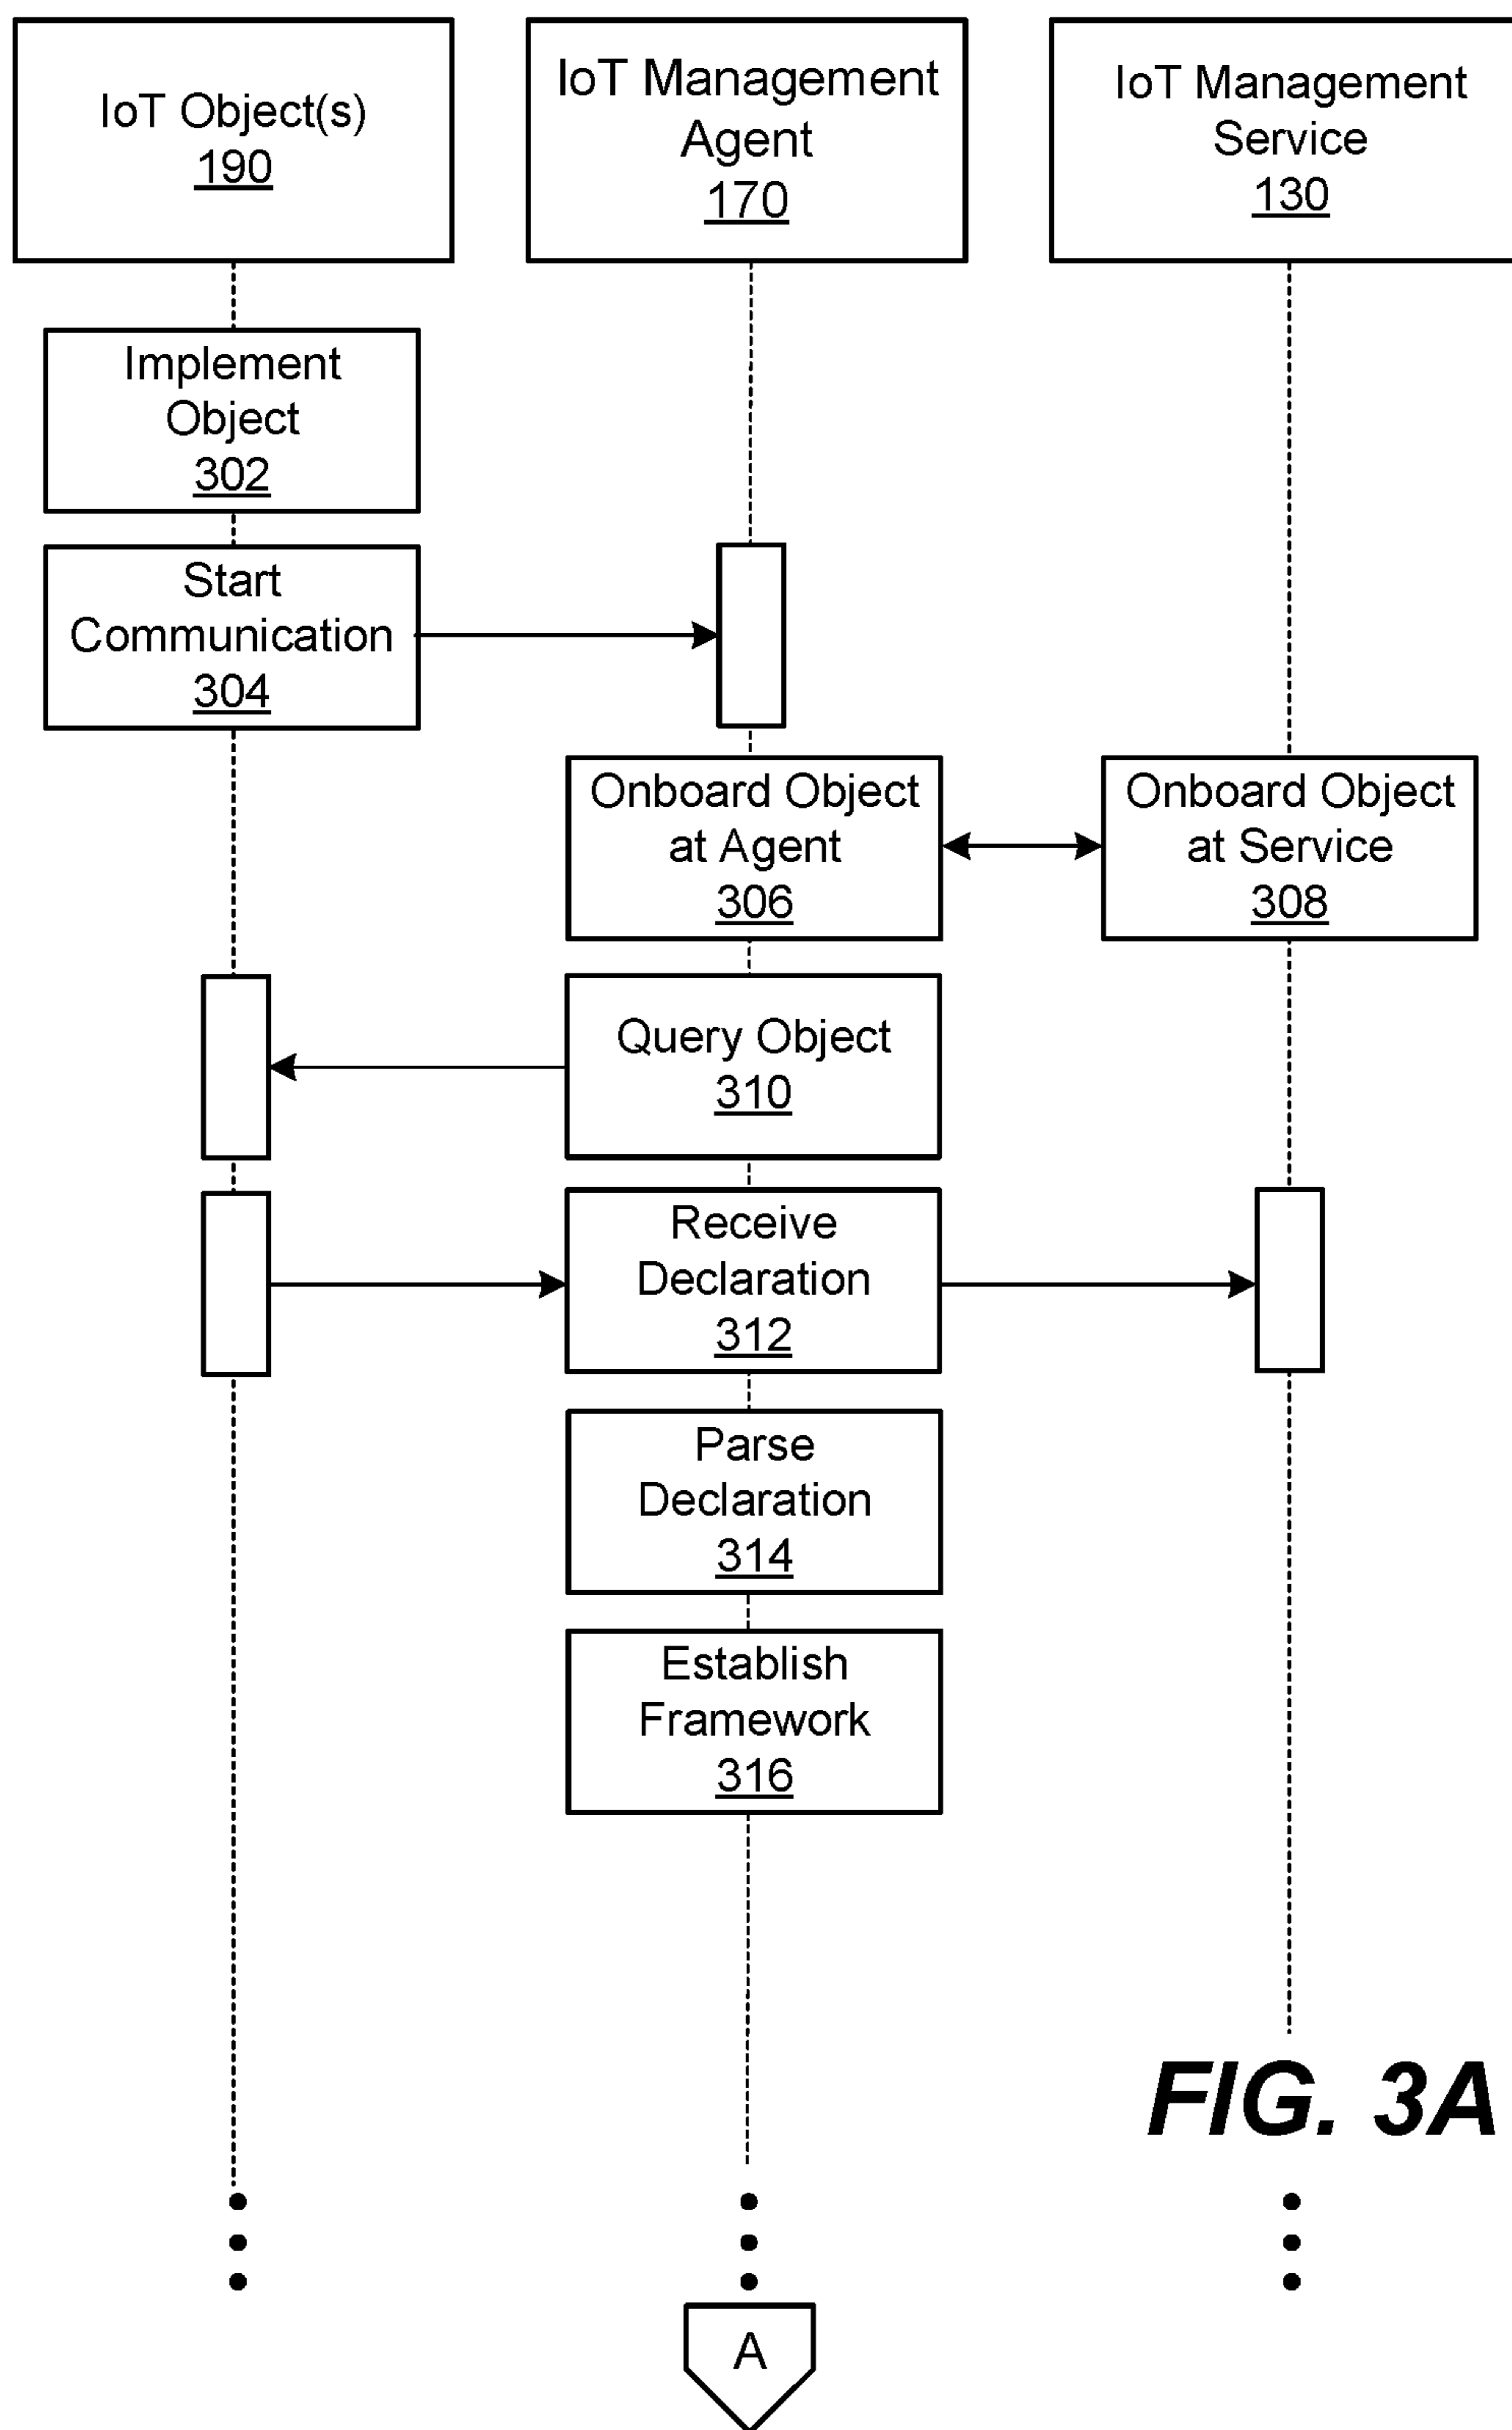 IoT Object(s)
190
IoT Management
Agent
170
IoT Management
Service
130
Implement
Object
302
Start
Communication
304
Onboard Object
at Agent
306
Onboard Object
at Service
308
Query Object
310
Receive
Declaration
312
Parse
Declaration
314
Establish
Framework
316
FIG. 3A
A